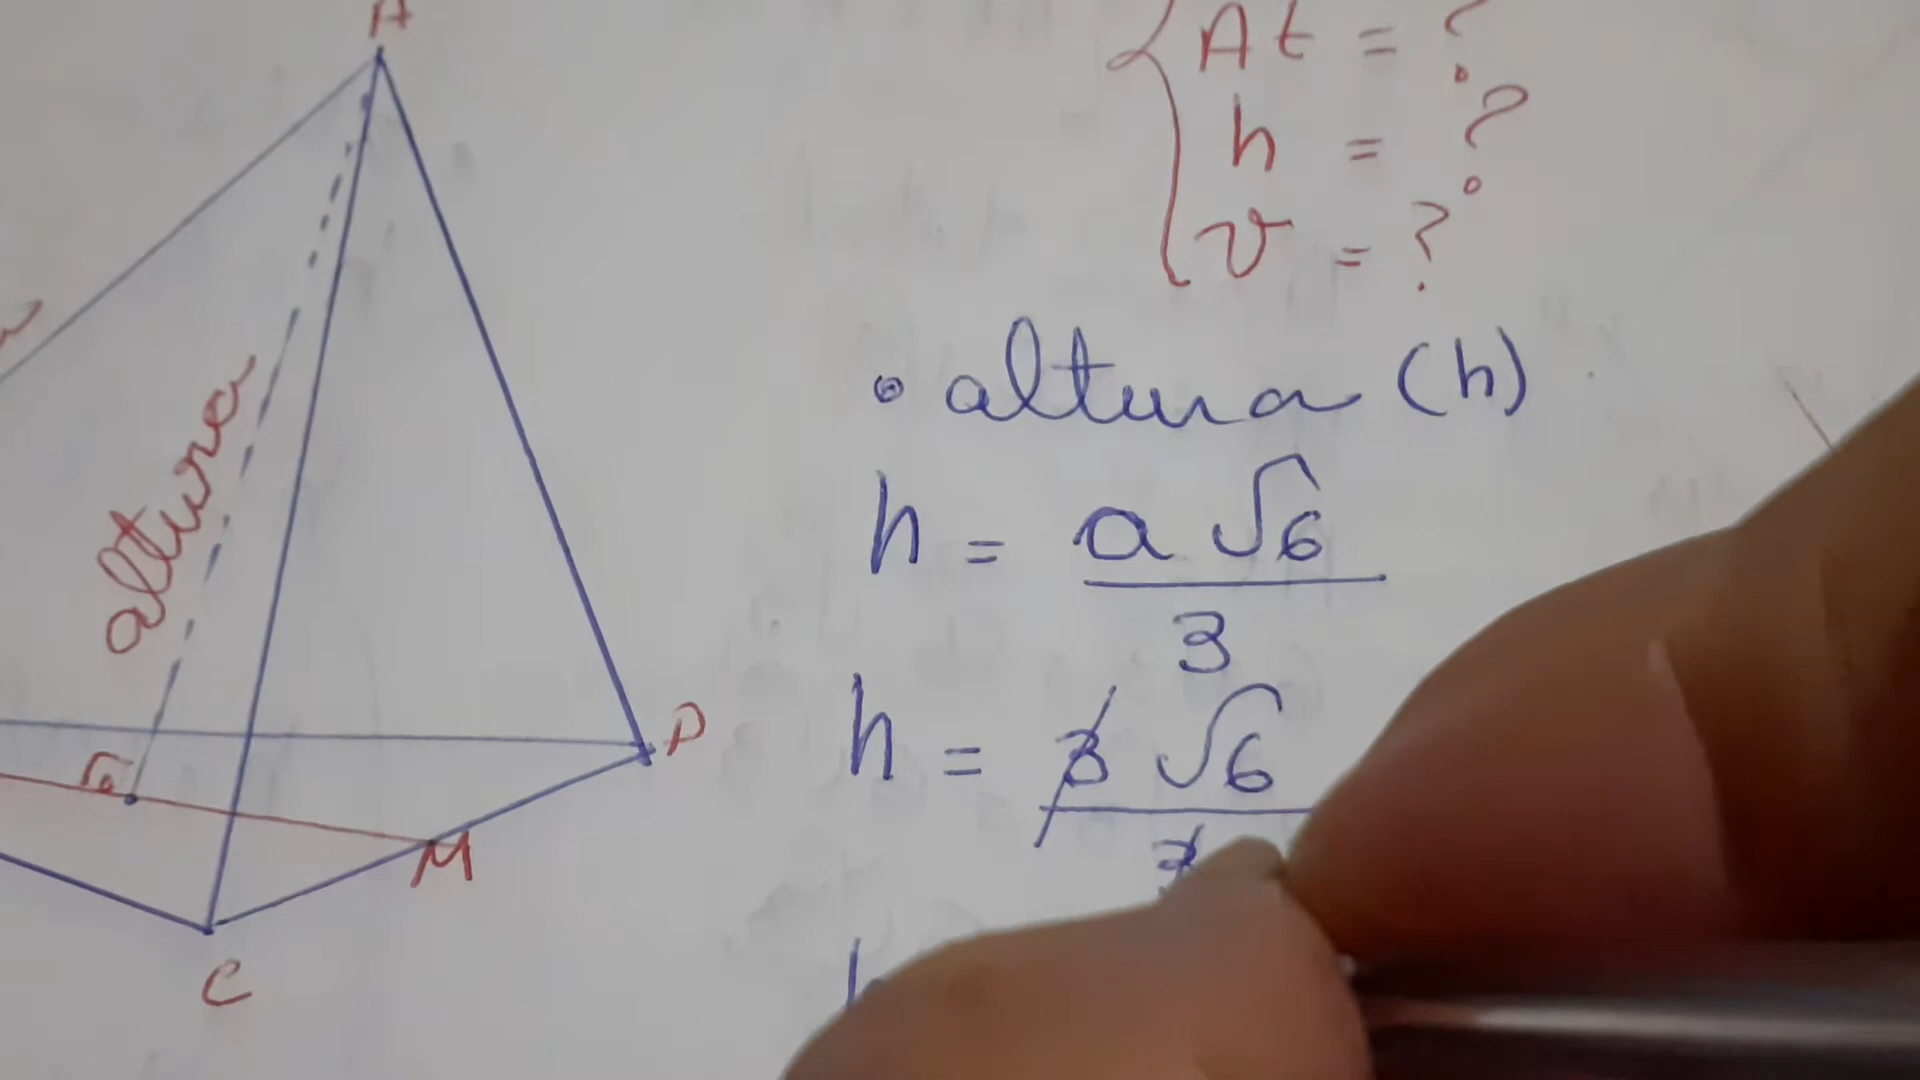 A
At = ?
h = ?
v = ?
altura
• altura (h)
h = a √6
3
h = 3 √6
3
D
G
M
C
h